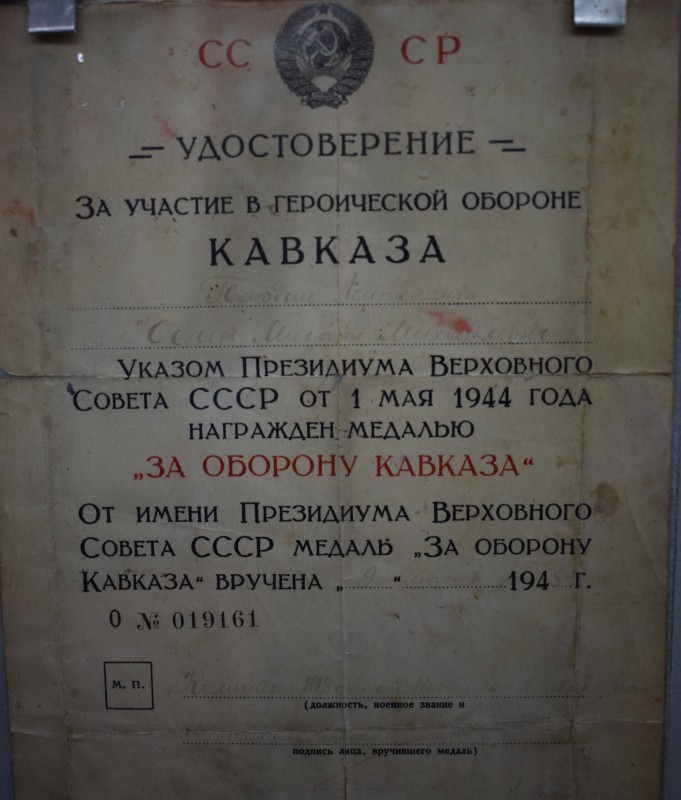 СС СР
УДОСТОВЕРЕНИЕ
ЗА УЧАСТИЕ В ГЕРОИЧЕСКОЙ ОБОРОНЕ
КАВКАЗА
УКАЗОМ ПРЕЗИДИУМА ВЕРХОВНОГО
СОВЕТА СССР ОТ 1 МАЯ 1944 ГОДА
НАГРАЖДЕН МЕДАЛЬЮ
„ЗА ОБОРОНУ КАВКАЗА“
ОТ ИМЕНИ ПРЕЗИДИУМА ВЕРХОВНОГО
СОВЕТА СССР МЕДАЛЬ „ЗА ОБОРОНУ
КАВКАЗА“ ВРУЧЕНА „ “ 194 г.
О № 019161
М. П.
(должность, военное звание и
подпись лица, вручившего медаль)